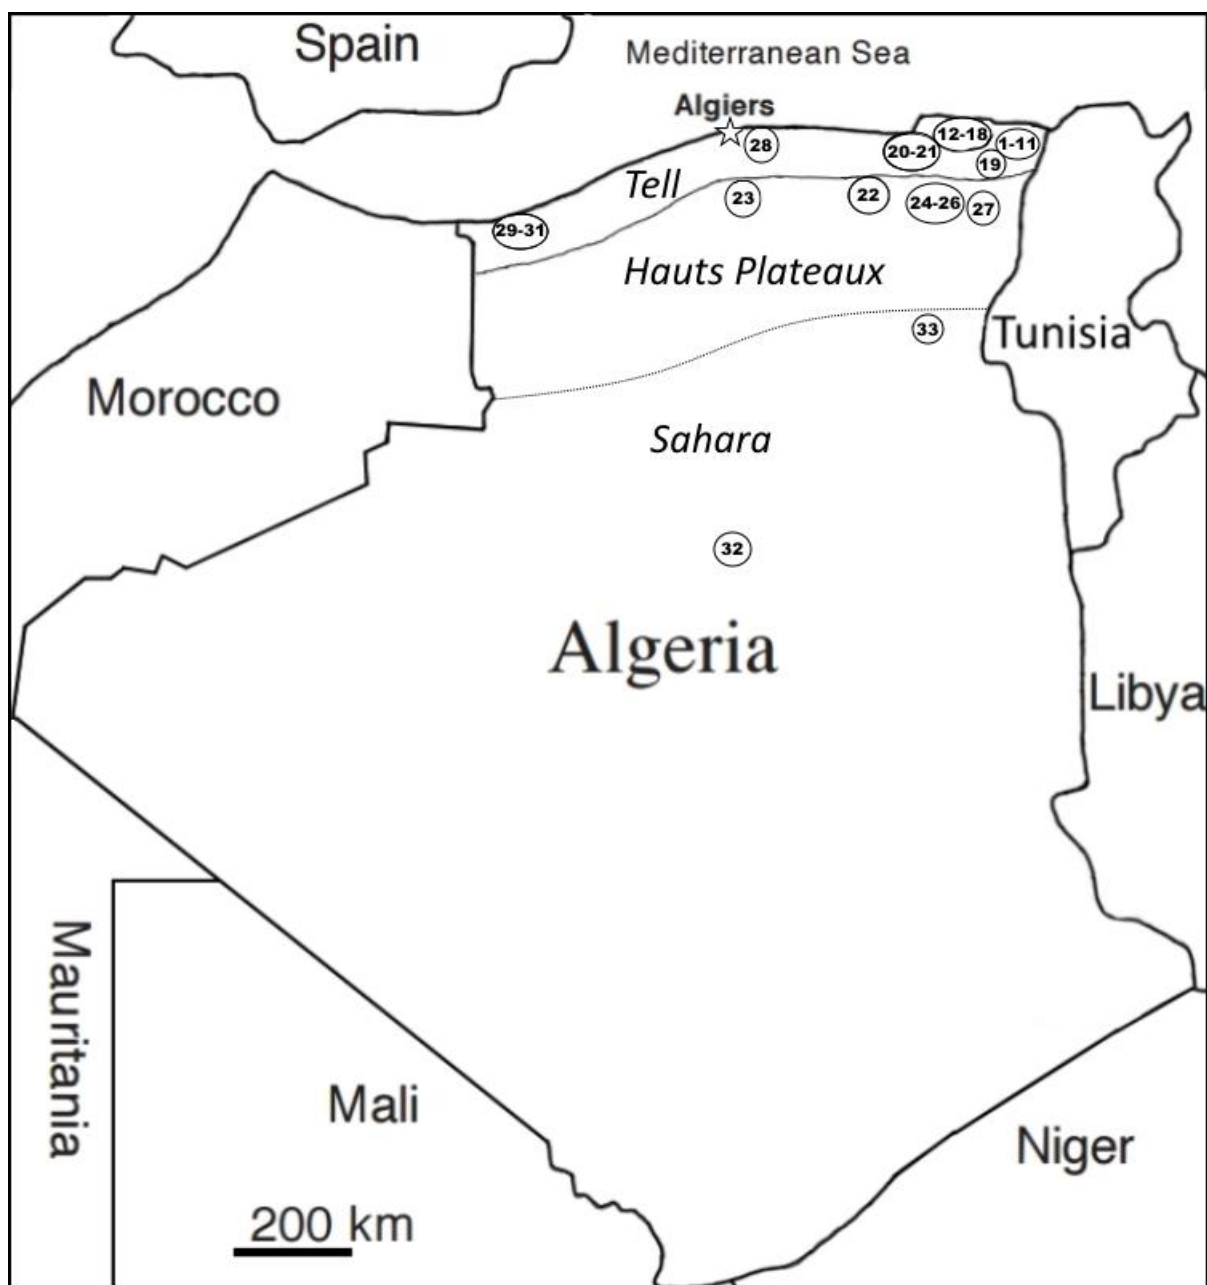 Spain
Mediterranean Sea
Algiers
28
12-18
1-11
20-21
19
Tell
23
22
24-26
27
29-31
Hauts Plateaux
33
Tunisia
Morocco
Sahara
32
Algeria
Libya
Mauritania
Mali
Niger
200 km